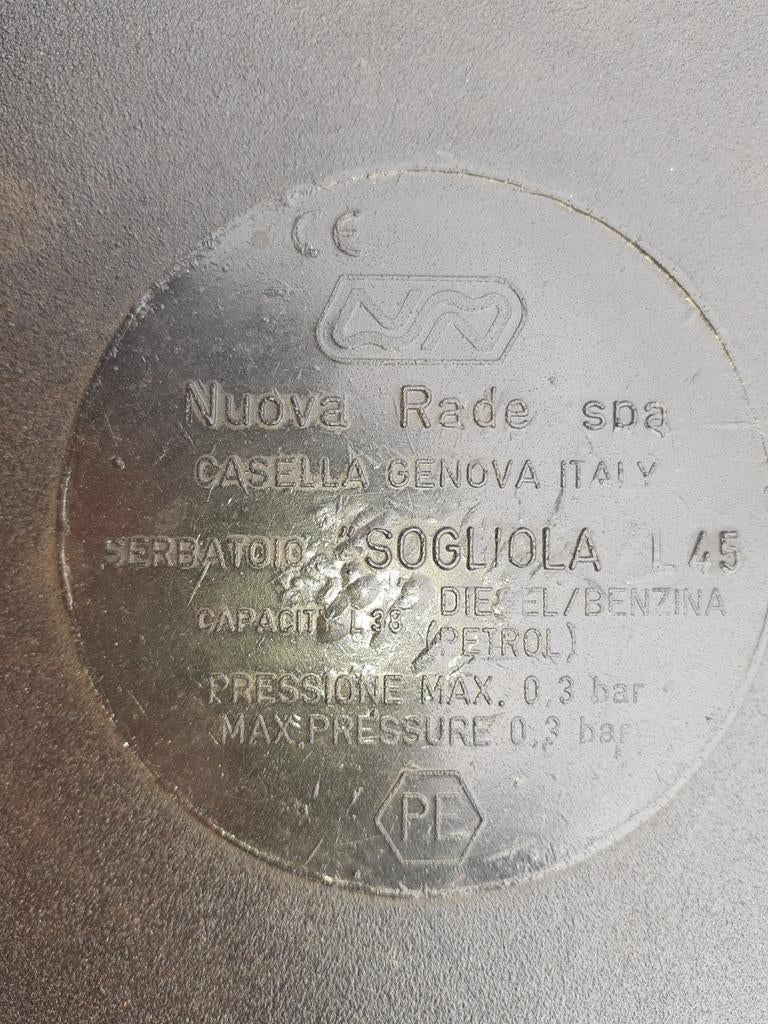 CE
Nuova Rade spa
CASELLA GENOVA ITALY
SERBATOIO "SOGLIOLA L 45
CAPACITY L 38 DIESEL/BENZINA
(PETROL)
PRESSIONE MAX. 0,3 bar
MAX.PRESSURE 0,3 bar
PE